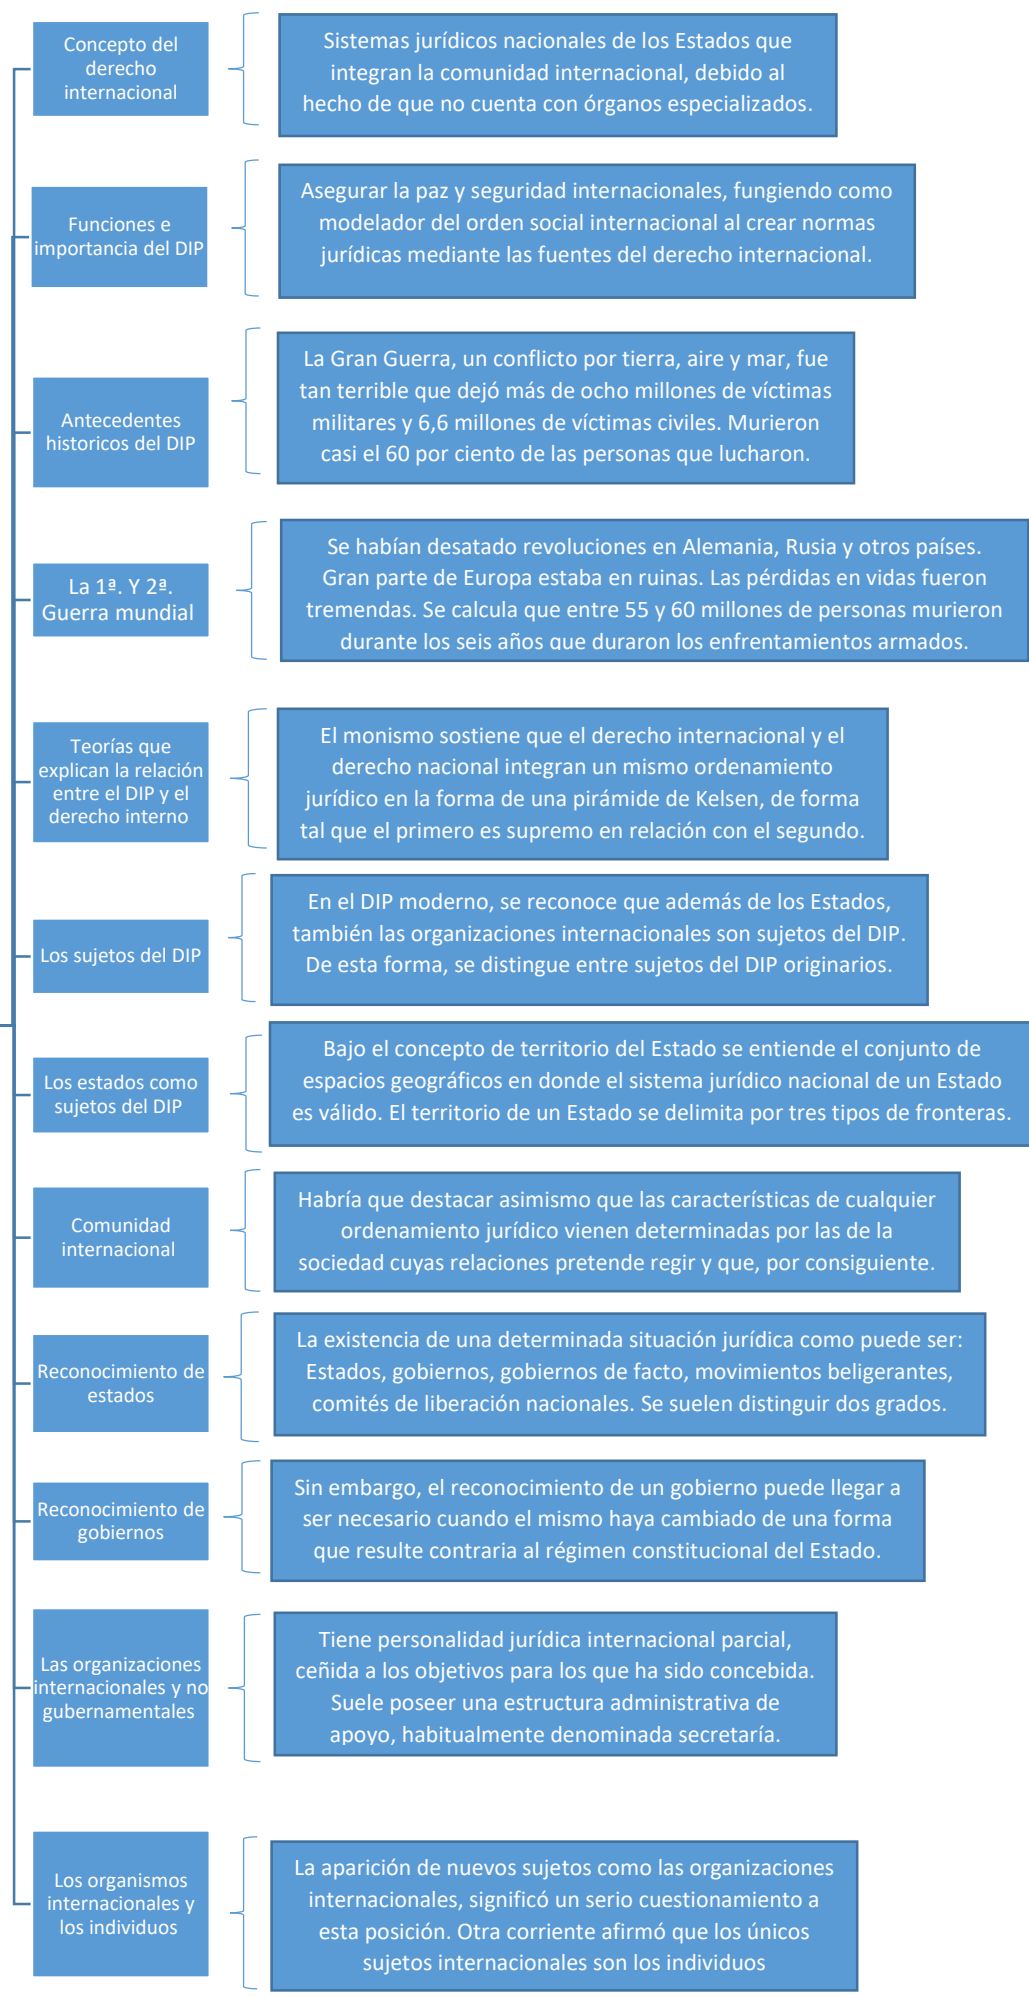 Concepto del
derecho
internacional
Sistemas jurídicos nacionales de los Estados que
integran la comunidad internacional, debido al
hecho de que no cuenta con órganos especializados.
Funciones e
importancia del DIP
Asegurar la paz y seguridad internacionales, fungiendo como
modelador del orden social internacional al crear normas
jurídicas mediante las fuentes del derecho internacional.
Antecedentes
historicos del DIP
La Gran Guerra, un conflicto por tierra, aire y mar, fue
tan terrible que dejó más de ocho millones de víctimas
militares y 6,6 millones de víctimas civiles. Murieron
casi el 60 por ciento de las personas que lucharon.
La 1ª. Y 2ª.
Guerra mundial
Se habían desatado revoluciones en Alemania, Rusia y otros países.
Gran parte de Europa estaba en ruinas. Las pérdidas en vidas fueron
tremendas. Se calcula que entre 55 y 60 millones de personas murieron
durante los seis años que duraron los enfrentamientos armados.
Teorías que
explican la relación
entre el DIP y el
derecho interno
El monismo sostiene que el derecho internacional y el
derecho nacional integran un mismo ordenamiento
jurídico en la forma de una pirámide de Kelsen, de forma
tal que el primero es supremo en relación con el segundo.
Los sujetos del DIP
En el DIP moderno, se reconoce que además de los Estados,
también las organizaciones internacionales son sujetos del DIP.
De esta forma, se distingue entre sujetos del DIP originarios.
Los estados como
sujetos del DIP
Bajo el concepto de territorio del Estado se entiende el conjunto de
espacios geográficos en donde el sistema jurídico nacional de un Estado
es válido. El territorio de un Estado se delimita por tres tipos de fronteras.
Comunidad
internacional
Habría que destacar asimismo que las características de cualquier
ordenamiento jurídico vienen determinadas por las de la
sociedad cuyas relaciones pretende regir y que, por consiguiente.
Reconocimiento de
estados
La existencia de una determinada situación jurídica como puede ser:
Estados, gobiernos, gobiernos de facto, movimientos beligerantes,
comités de liberación nacionales. Se suelen distinguir dos grados.
Reconocimiento de
gobiernos
Sin embargo, el reconocimiento de un gobierno puede llegar a
ser necesario cuando el mismo haya cambiado de una forma
que resulte contraria al régimen constitucional del Estado.
Las organizaciones
internacionales y no
gubernamentales
Tiene personalidad jurídica internacional parcial,
ceñida a los objetivos para los que ha sido concebida.
Suele poseer una estructura administrativa de
apoyo, habitualmente denominada secretaría.
Los organismos
internacionales y
los individuos
La aparición de nuevos sujetos como las organizaciones
internacionales, significó un serio cuestionamiento a
esta posición. Otra corriente afirmó que los únicos
sujetos internacionales son los individuos